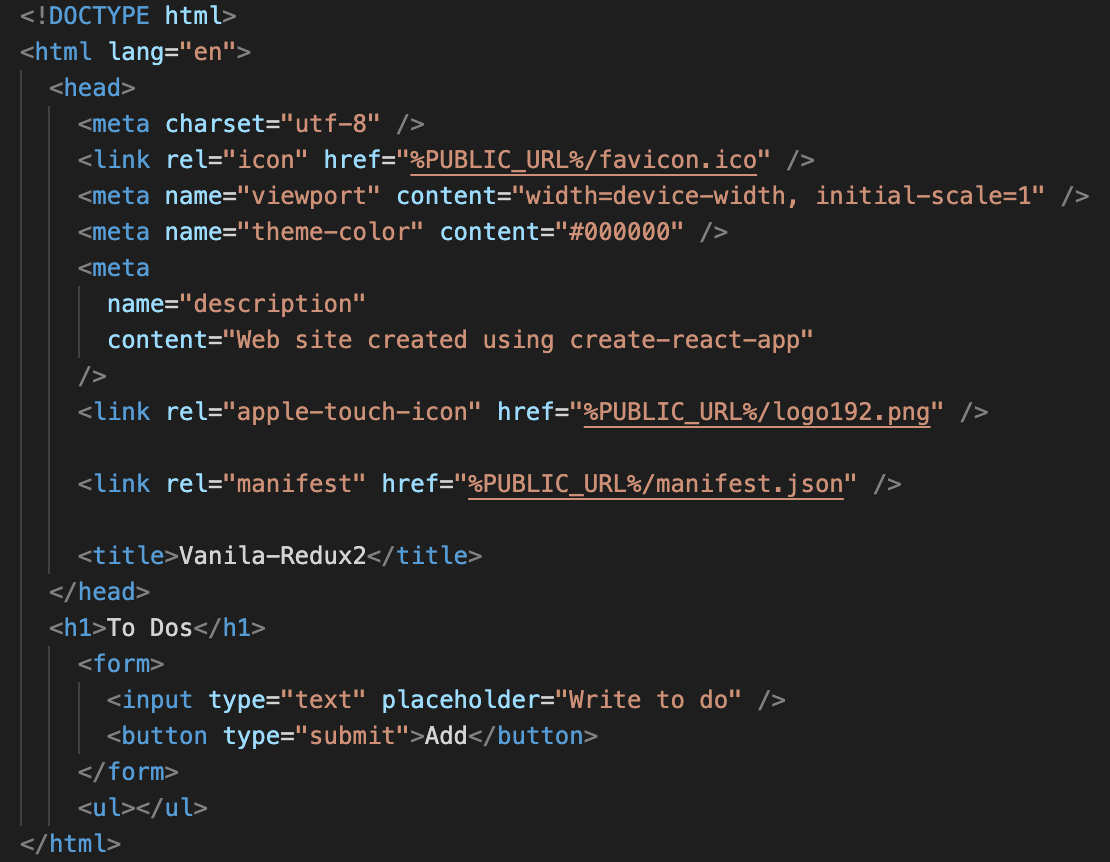 <!DOCTYPE html>
<html lang="en">
  <head>
    <meta charset="utf-8" />
    <link rel="icon" href="%PUBLIC_URL%/favicon.ico" />
    <meta name="viewport" content="width=device-width, initial-scale=1" />
    <meta name="theme-color" content="#000000" />
    <meta
      name="description"
      content="Web site created using create-react-app"
    />
    <link rel="apple-touch-icon" href="%PUBLIC_URL%/logo192.png" />

    <link rel="manifest" href="%PUBLIC_URL%/manifest.json" />

    <title>Vanila-Redux2</title>
  </head>
  <h1>To Dos</h1>
    <form>
      <input type="text" placeholder="Write to do" />
      <button type="submit">Add</button>
    </form>
    <ul></ul>
</html>